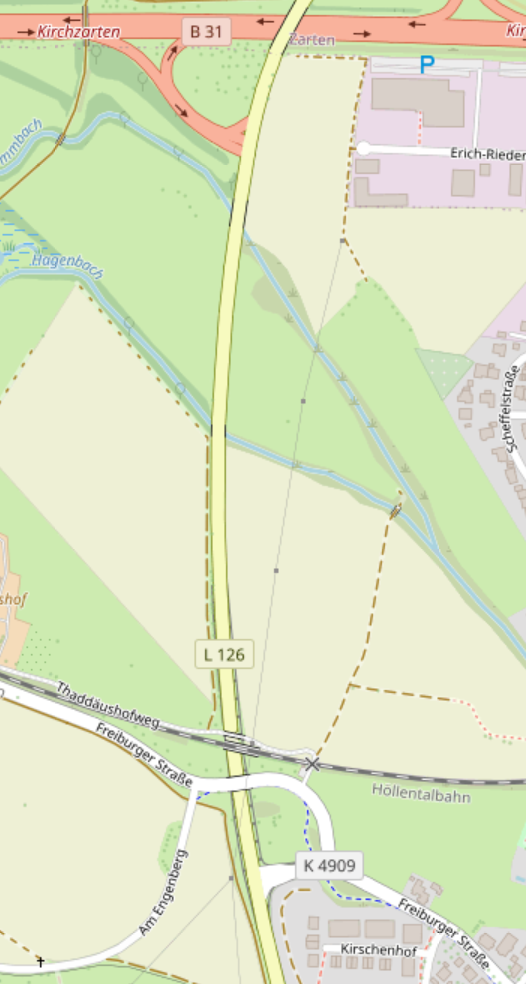 Kirchzarten
B 31
Kir
Zarten
P
mmbach
Erich-Rieder
Hagenbach
Scheffelstraße
shof
L 126
Thaddäushofweg
Freiburger Straße
Höllentalbahn
K 4909
Am Engenberg
Freiburger Straße
Kirschenhof